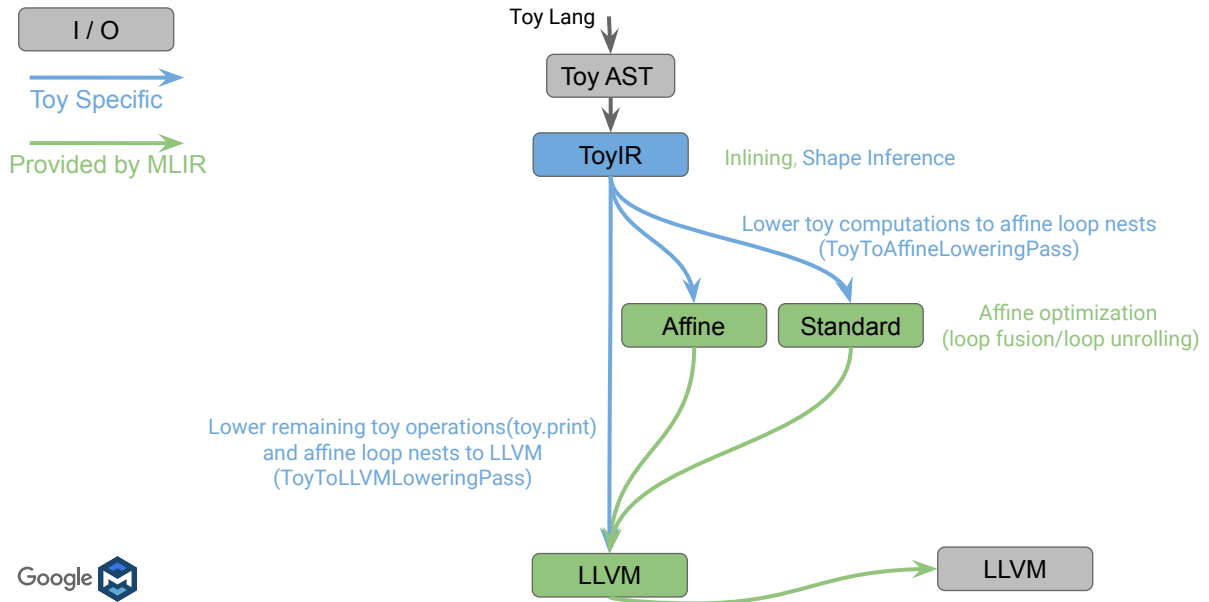 I / O
Toy Specific
Provided by MLIR
Toy Lang
Toy AST
ToyIR
Inlining, Shape Inference
Lower toy computations to affine loop nests
(ToyToAffineLoweringPass)
Affine
Standard
Affine optimization
(loop fusion/loop unrolling)
Lower remaining toy operations(toy.print)
and affine loop nests to LLVM
(ToyToLLVMLoweringPass)
LLVM
LLVM
Google